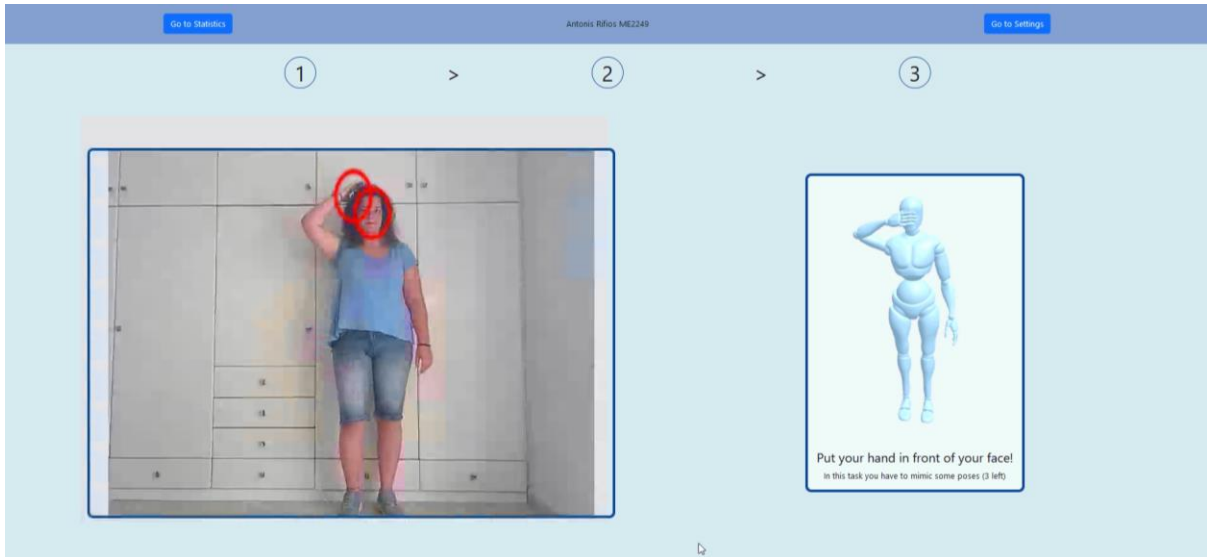 Go to Statistics
Antonis Rifios ME2249
Go to Settings
1 > 2 > 3
Put your hand in front of your face!
In this task you have to mimic some poses (3 left)